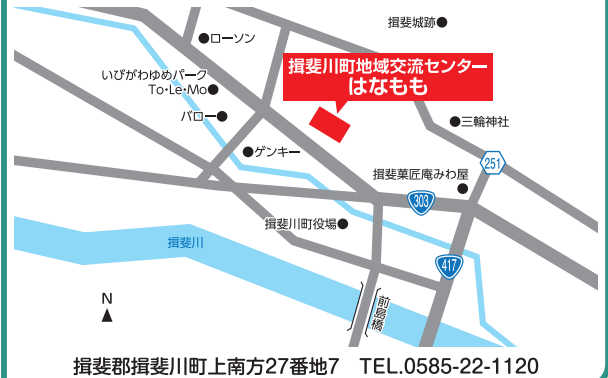 揖斐城跡
ローソン
揖斐川町地域交流センター
はなもも
いびがわゆめパーク
To・Le・Mo
バロー
三輪神社
ゲンキー
251
揖斐菓匠庵みわ屋
303
揖斐川町役場
揖斐川
417
N
前島橋
揖斐郡揖斐川町上南方27番地7 TEL.0585-22-1120